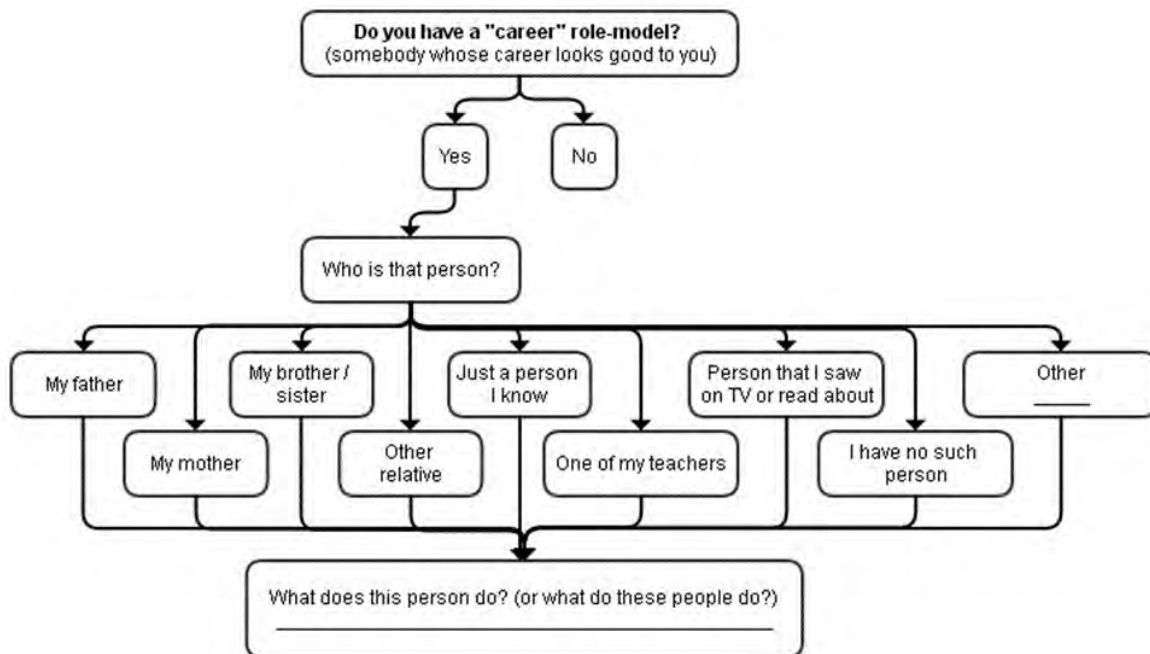 Do you have a "career" role-model?
(somebody whose career looks good to you)
Yes
No
Who is that person?
My father
My brother /
sister
Just a person
I know
Person that I saw
on TV or read about
Other
_____
My mother
Other
relative
One of my teachers
I have no such
person
What does this person do? (or what do these people do?)
_____